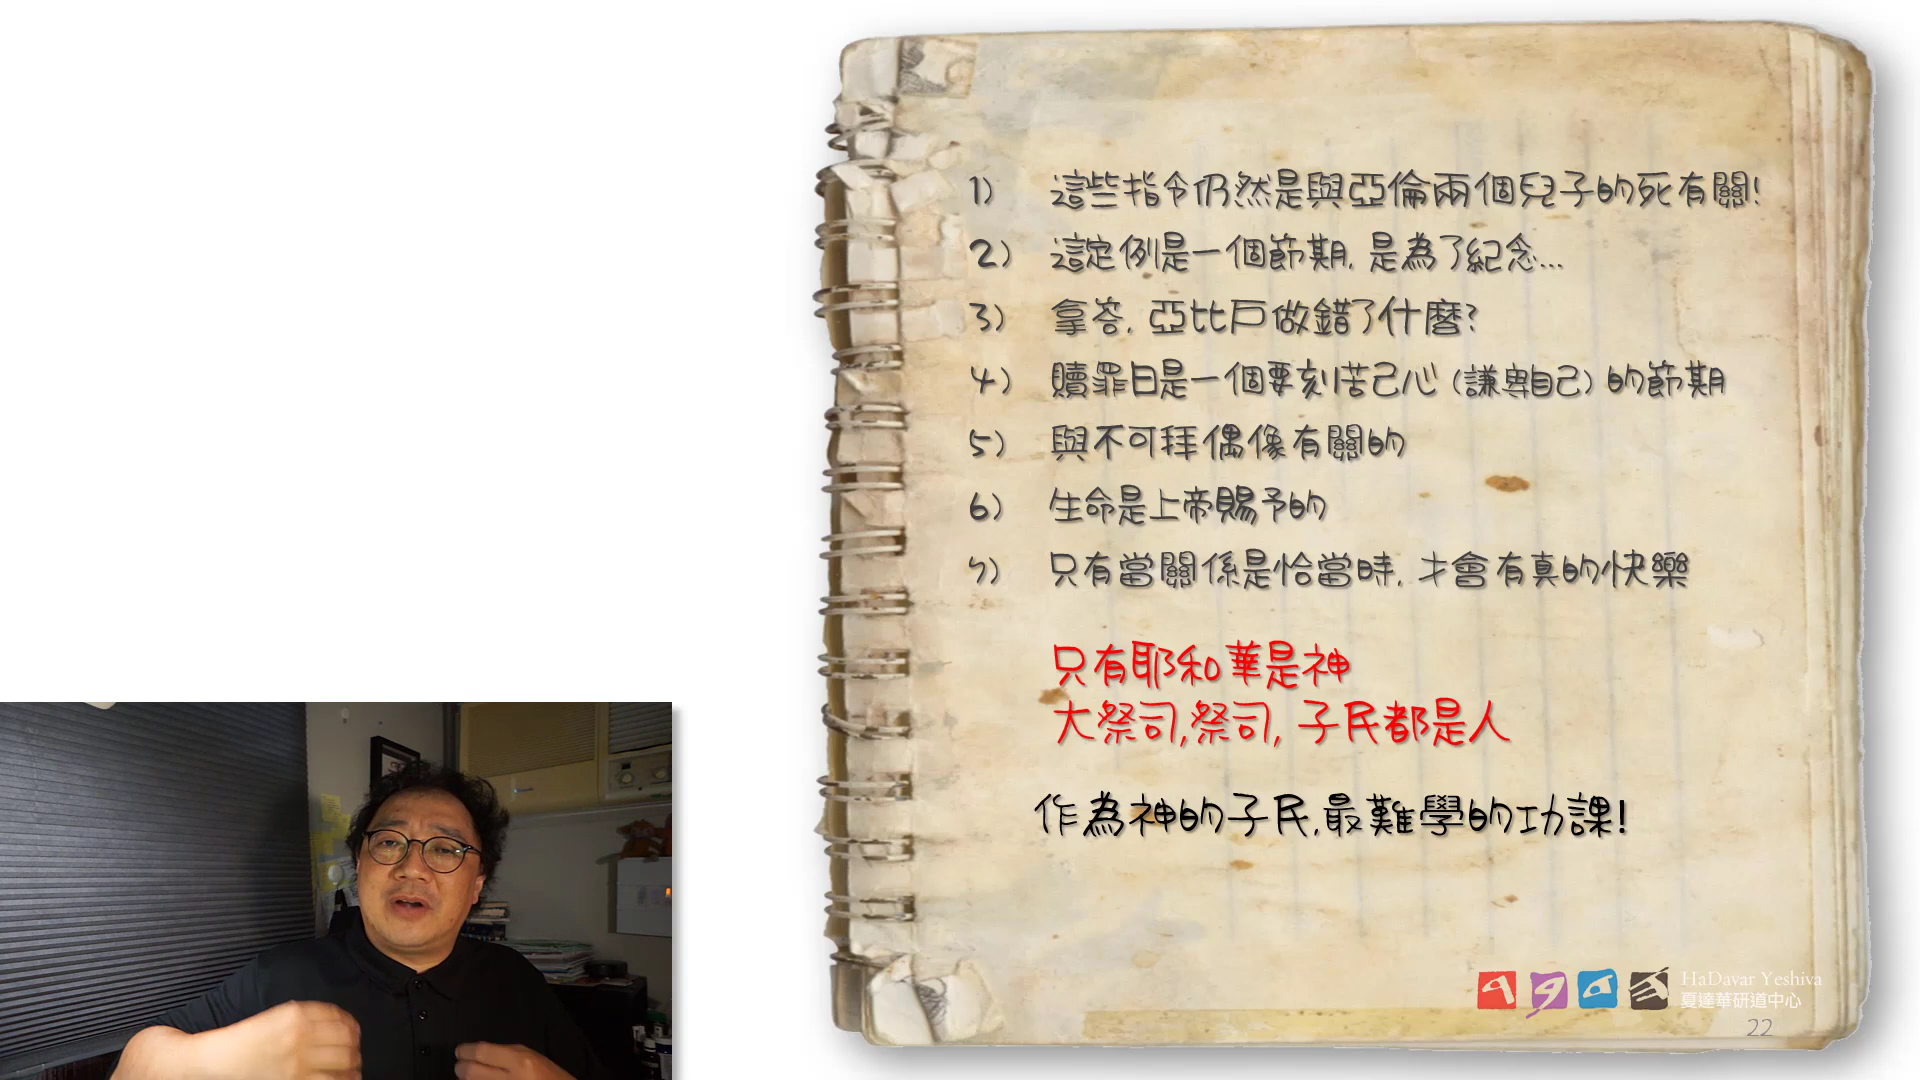 1) 這些指令仍然是與亞倫兩個兒子的死有關!
2) 這定例是一個節期, 是為了紀念...
3) 拿答, 亞比戶做錯了什麼?
4) 贖罪日是一個要刻苦己心 (謙卑自己) 的節期
5) 與不可拜偶像有關的
6) 生命是上帝賜予的
7) 只有當關係是恰當時, 才會有真的快樂
只有耶和華是神
大祭司,祭司, 子民都是人
作為神的子民,最難學的功課!
HaDavar Yeshiva
夏達華研道中心
22